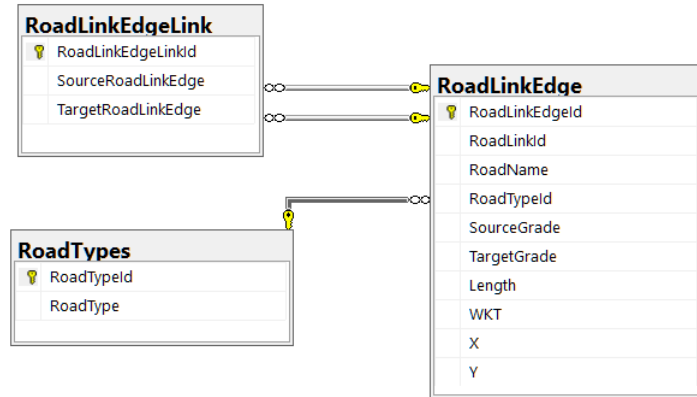 RoadLinkEdgeLink
RoadLinkEdgeLinkId
SourceRoadLinkEdge
TargetRoadLinkEdge
RoadLinkEdge
RoadLinkEdgeId
RoadLinkId
RoadName
RoadTypeId
SourceGrade
TargetGrade
Length
WKT
X
Y
RoadTypes
RoadTypeId
RoadType